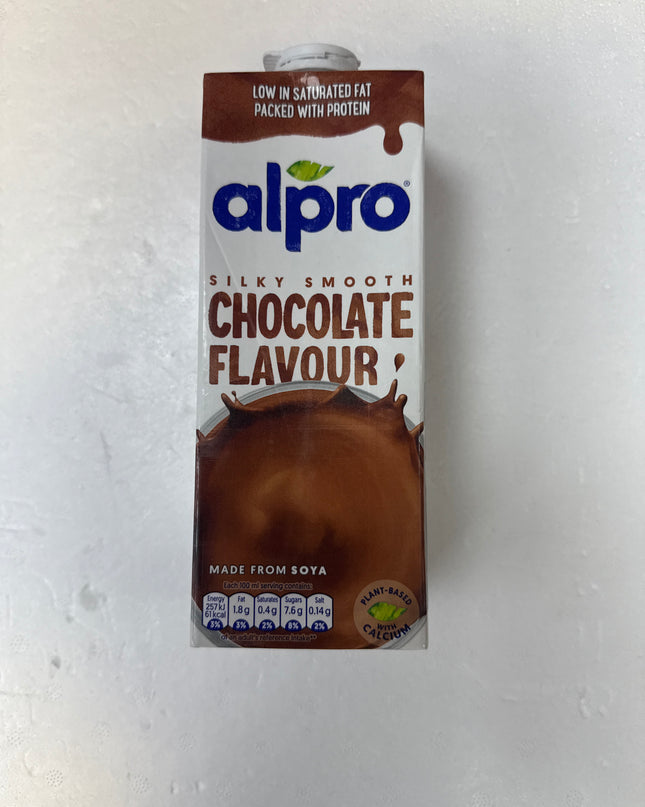 LOW IN SATURATED FAT
PACKED WITH PROTEIN
alpro®
SILKY SMOOTH
CHOCOLATE
FLAVOUR
MADE FROM SOYA
Each 100 ml serving contains:
Energy Fat Saturates Sugars Salt
257 kJ 1.8g 0.4g 7.6g 0.14g
61 kcal
3% 3% 2% 8% 2%
of an adult's reference intake**
PLANT-BASED
WITH
CALCIUM